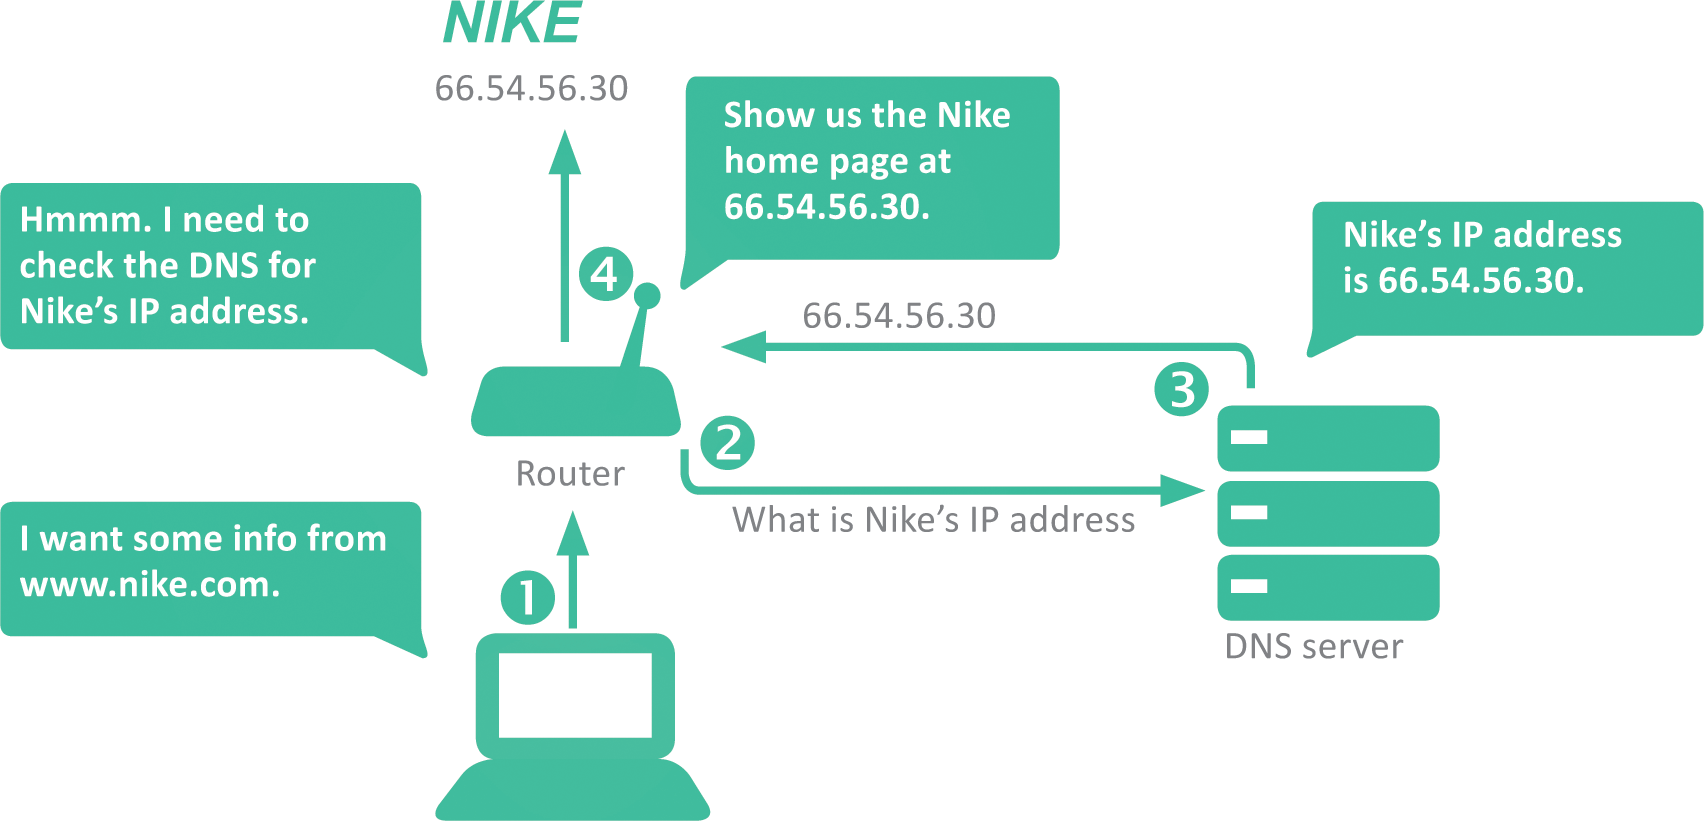 NIKE
66.54.56.30
Show us the Nike
home page at
66.54.56.30.
Hmmm. I need to
check the DNS for
Nike’s IP address.
Nike’s IP address
is 66.54.56.30.
4
66.54.56.30
3
2
Router
What is Nike’s IP address
I want some info from
www.nike.com.
1
DNS server